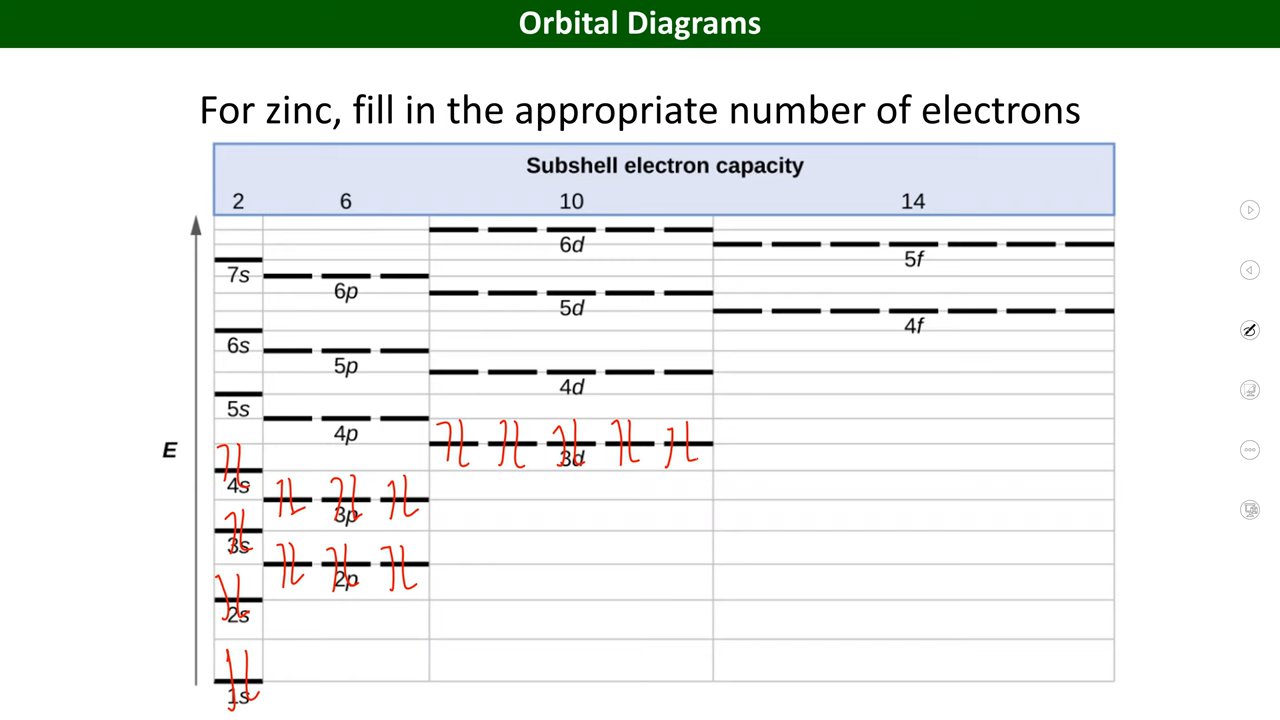 Orbital Diagrams
For zinc, fill in the appropriate number of electrons
Subshell electron capacity
2 6 10 14
6d
5f
7s
6p
5d
4f
6s
5p
4d
5s
4p
E
3d
4s
3p
3s
2p
2s
1s